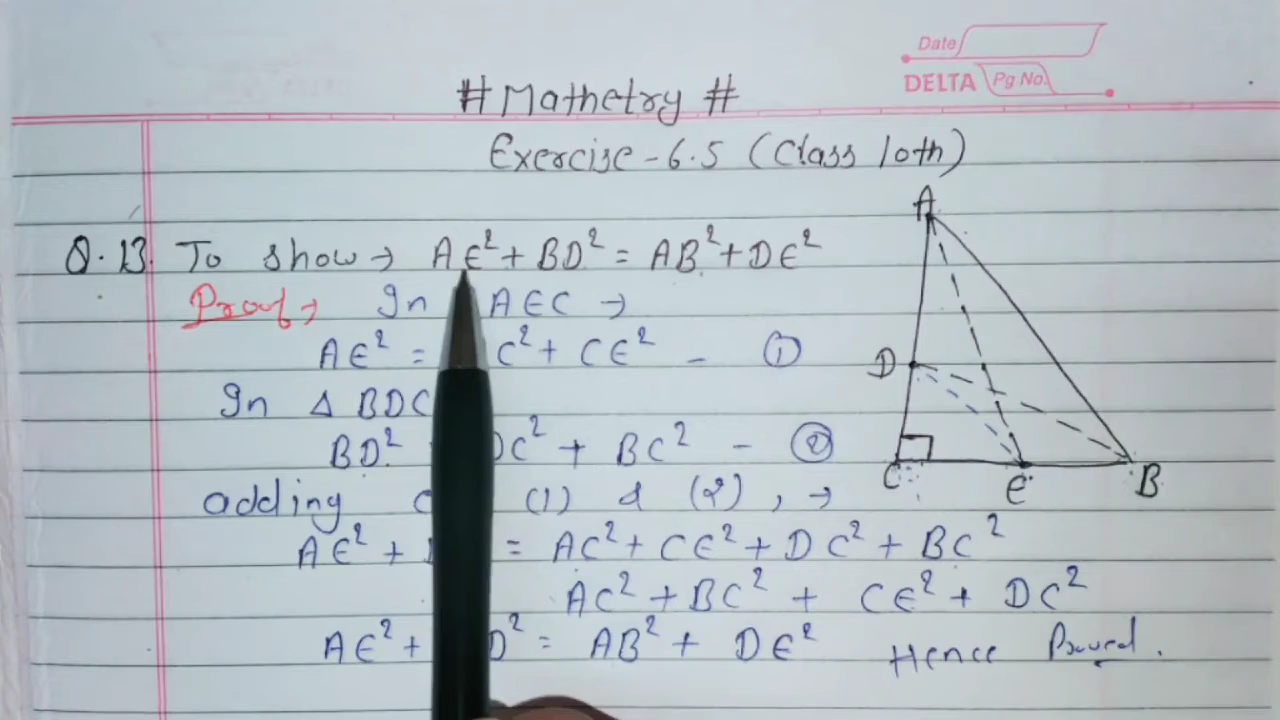 Date
DELTA Pg No.
# Mathetry #
Exercise - 6.5 (Class 10th)
Q.13. To show → AE² + BD² = AB² + DE²
Proof → In AEC →
AE² = C² + CE² - ①
In Δ BDC
BD² DC² + BC² - ②
adding (1) & (2), →
AE² + = AC² + CE² + DC² + BC²
AC² + BC² + CE² + DC²
AE² + D² = AB² + DE² Hence Proved.
A
D
C E B